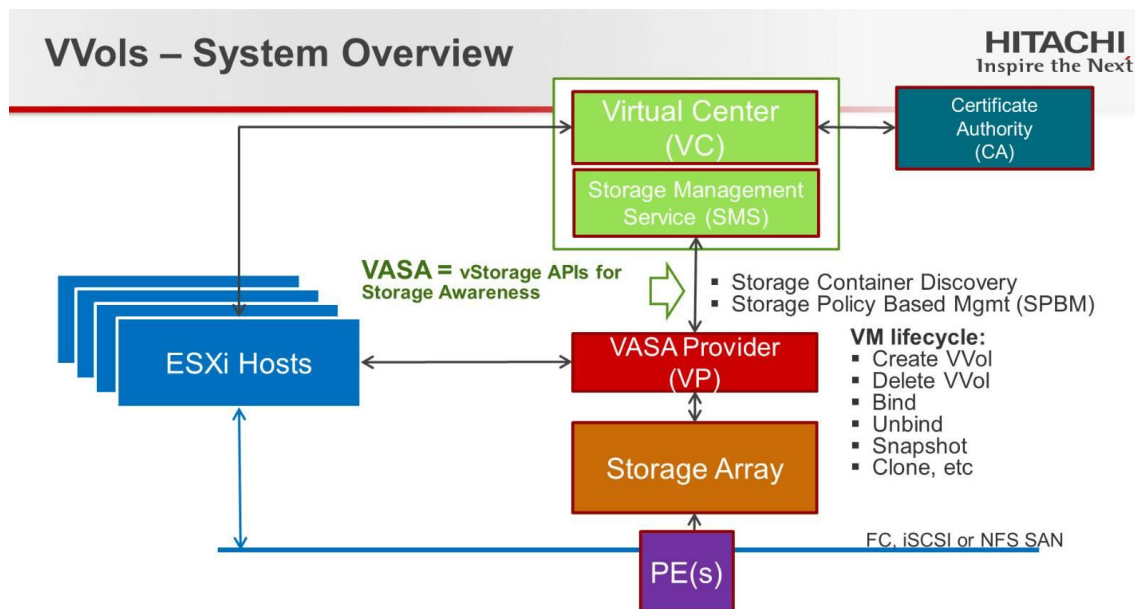 VVols – System Overview
HITACHI
Inspire the Next
Virtual Center
(VC)
Certificate
Authority
(CA)
Storage Management
Service (SMS)
VASA = vStorage APIs for
Storage Awareness
▪ Storage Container Discovery
▪ Storage Policy Based Mgmt (SPBM)
ESXi Hosts
VASA Provider
(VP)
VM lifecycle:
▪ Create VVol
▪ Delete VVol
▪ Bind
▪ Unbind
▪ Snapshot
▪ Clone, etc
Storage Array
FC, iSCSI or NFS SAN
PE(s)